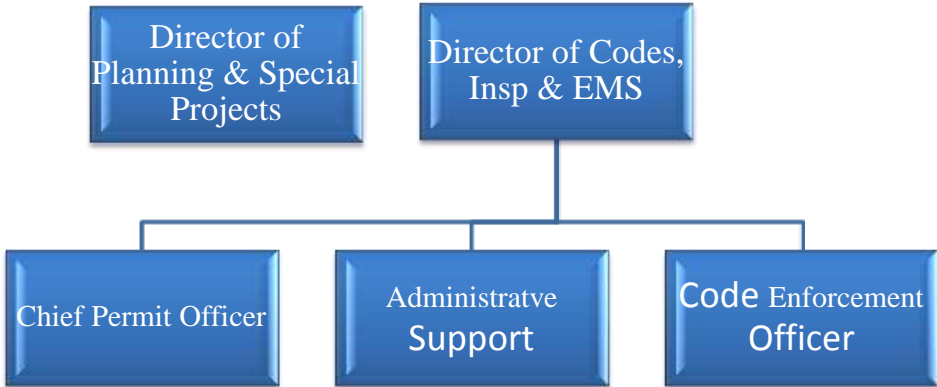 Director of
Planning & Special
Projects
Director of Codes,
Insp & EMS
Chief Permit Officer
Administratve
Support
Code Enforcement
Officer